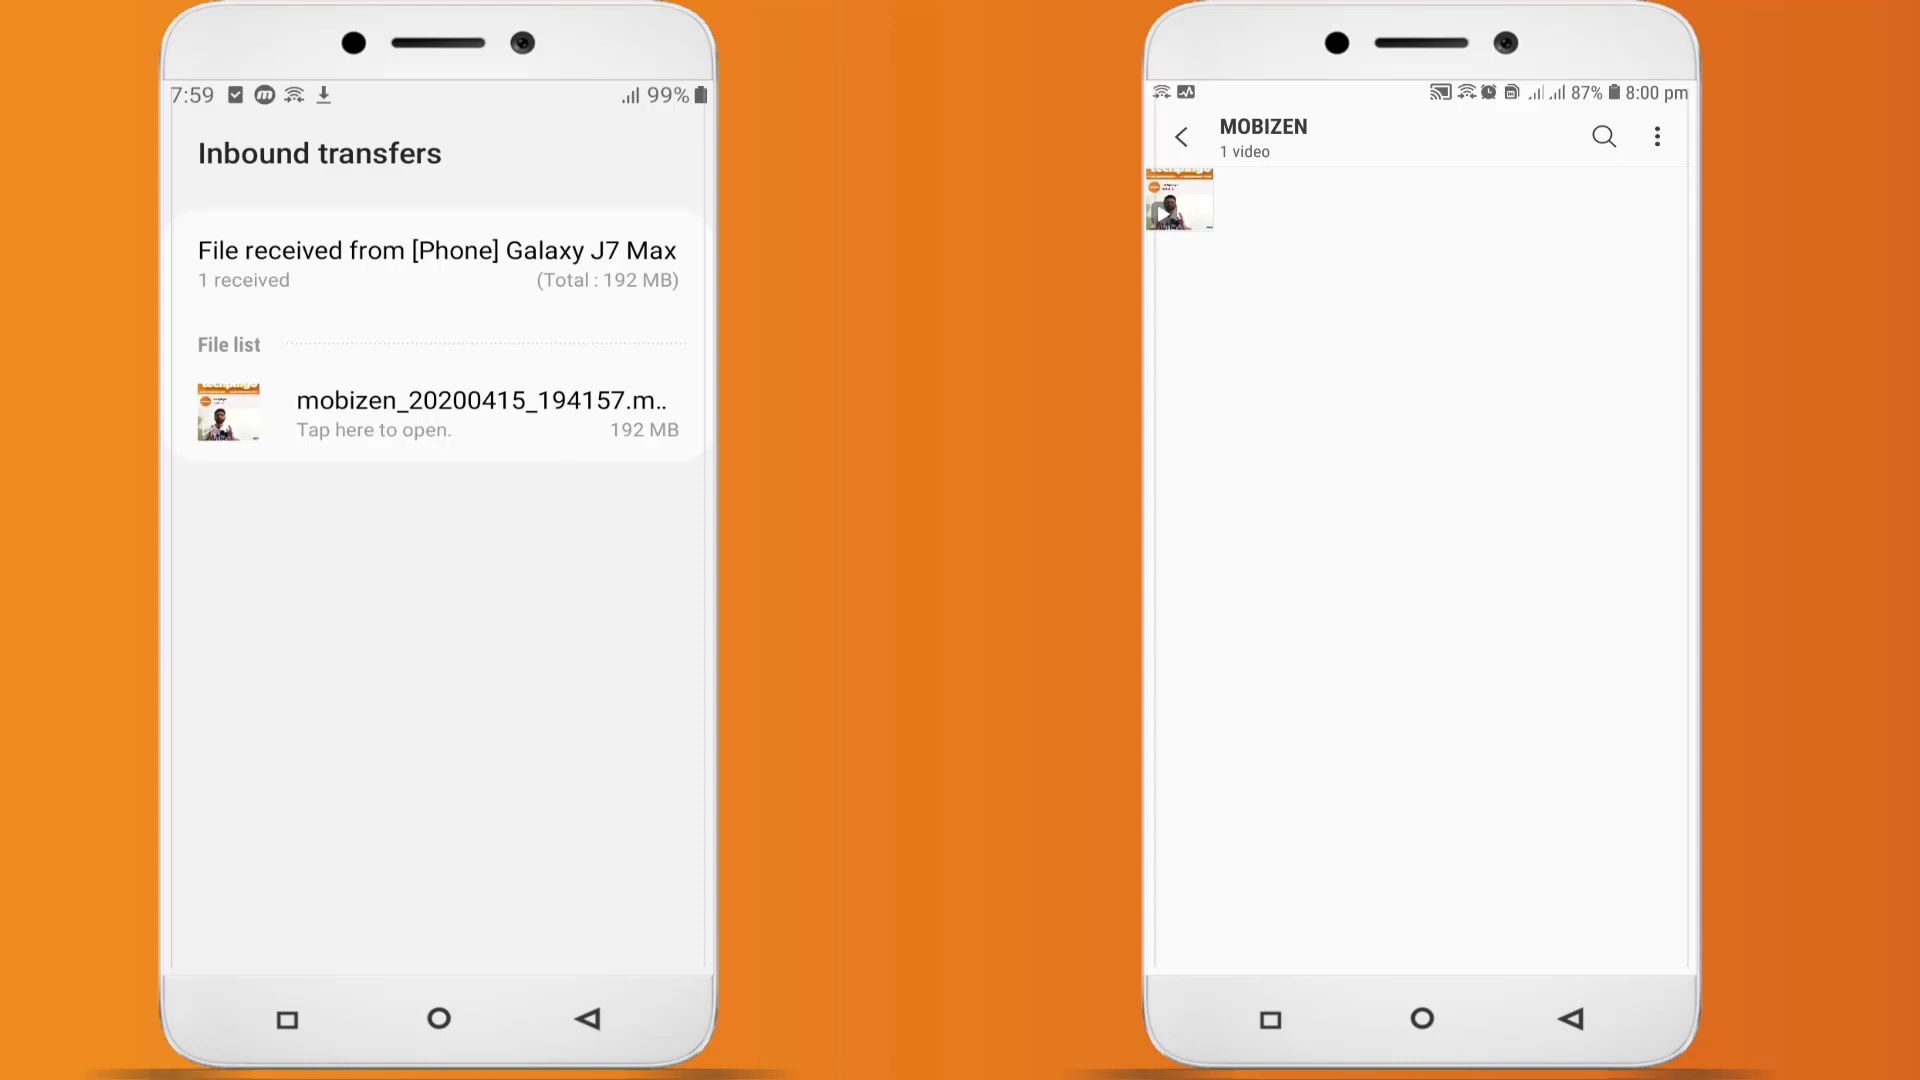 7:59
99%
Inbound transfers
File received from [Phone] Galaxy J7 Max
1 received
(Total : 192 MB)
File list
mobizen_20200415_194157.m..
Tap here to open.
192 MB
87% 8:00 pm
MOBIZEN
1 video